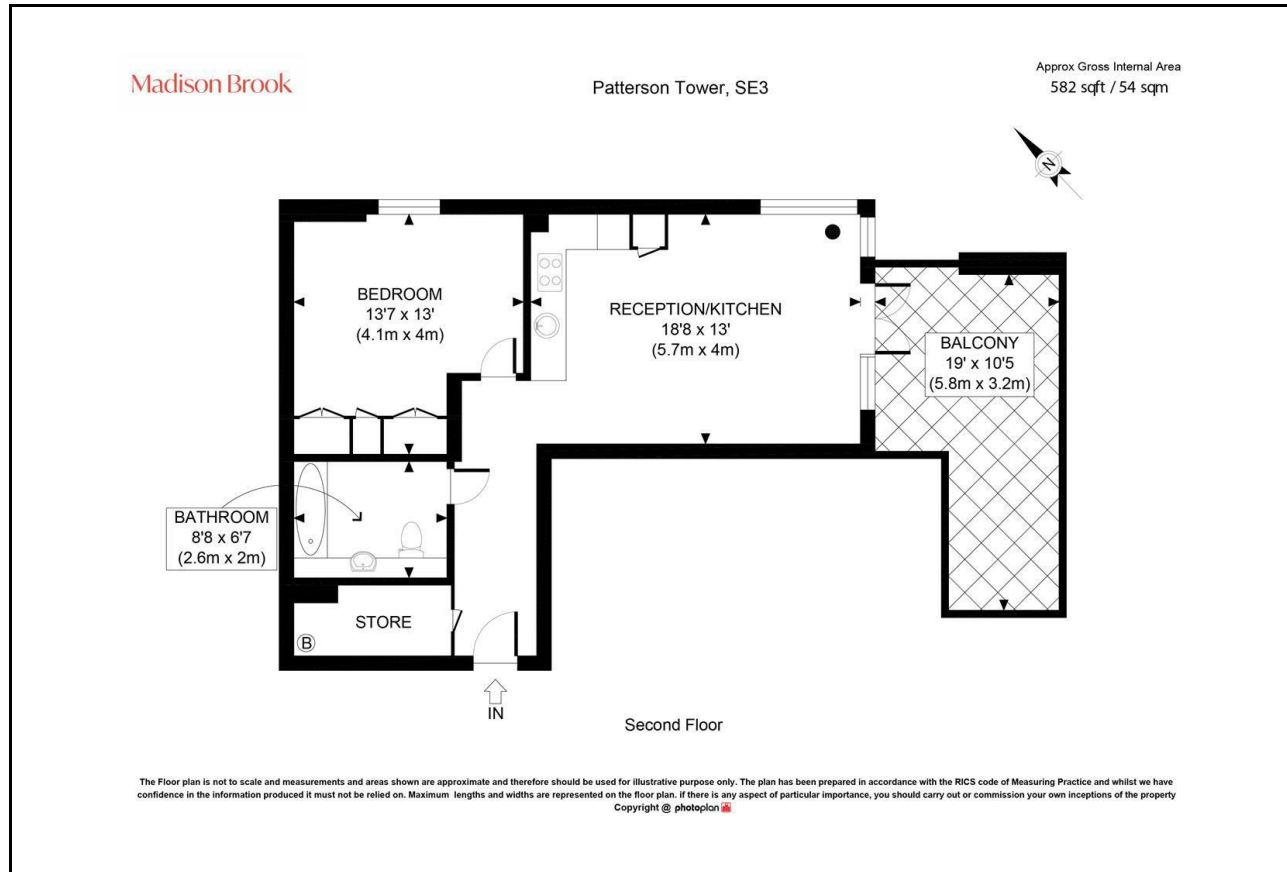 Madison Brook
Patterson Tower, SE3
Approx Gross Internal Area
582 sqft / 54 sqm
N
BEDROOM
13'7 x 13'
(4.1m x 4m)
RECEPTION/KITCHEN
18'8 x 13'
(5.7m x 4m)
BALCONY
19' x 10'5
(5.8m x 3.2m)
BATHROOM
8'8 x 6'7
(2.6m x 2m)
STORE
B
IN
Second Floor
The Floor plan is not to scale and measurements and areas shown are approximate and therefore should be used for illustrative purpose only. The plan has been prepared in accordance with the RICS code of Measuring Practice and whilst we have
confidence in the information produced it must not be relied on. Maximum lengths and widths are represented on the floor plan. if there is any aspect of particular importance, you should carry out or commission your own inceptions of the property
Copyright @ photoplan